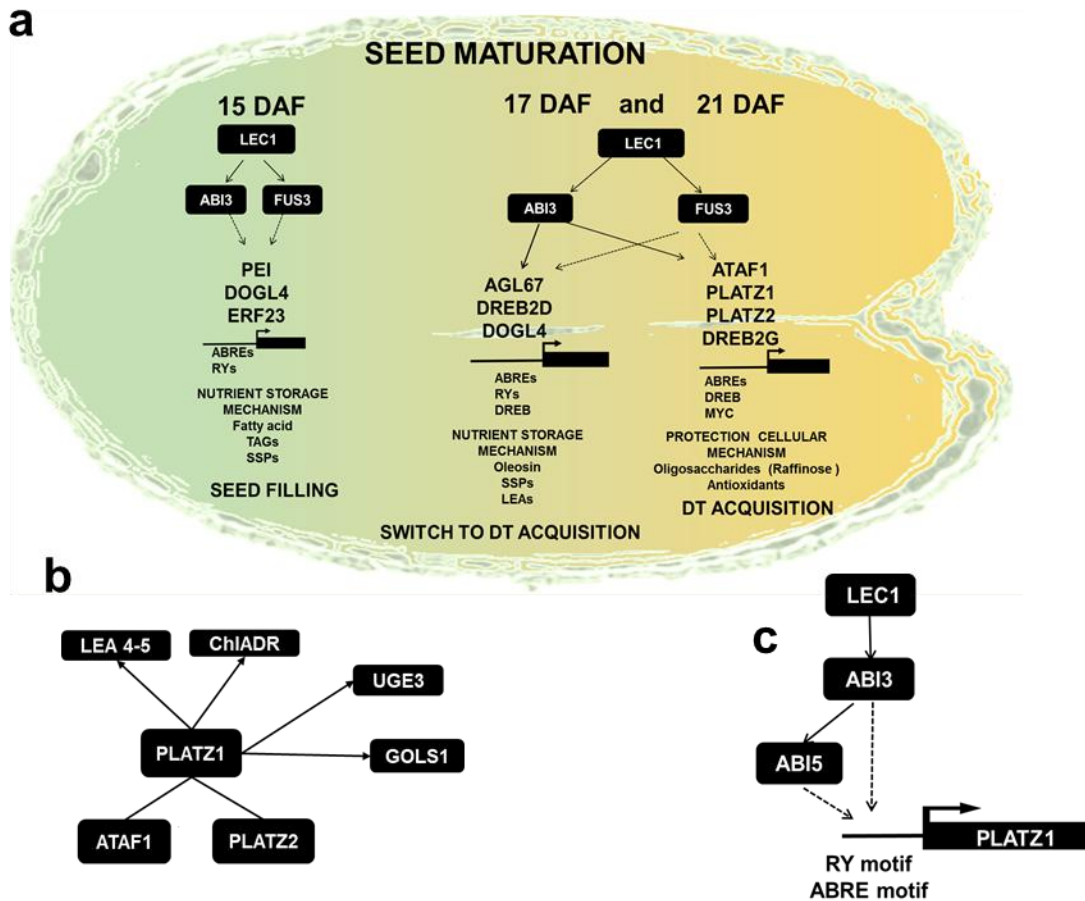 a
SEED MATURATION
15 DAF
LEC1
ABI3
FUS3
PEI
DOGL4
ERF23
ABREs
RYs
NUTRIENT STORAGE
MECHANISM
Fatty acid
TAGs
SSPs
SEED FILLING
17 DAF and 21 DAF
LEC1
ABI3
FUS3
AGL67
DREB2D
DOGL4
ABREs
RYs
DREB
NUTRIENT STORAGE
MECHANISM
Oleosin
SSPs
LEAs
ATAF1
PLATZ1
PLATZ2
DREB2G
ABREs
DREB
MYC
PROTECTION CELLULAR
MECHANISM
Oligosaccharides (Raffinose )
Antioxidants
DT ACQUISITION
SWITCH TO DT ACQUISITION
b
LEA 4-5
ChlADR
UGE3
PLATZ1
GOLS1
ATAF1
PLATZ2
c
LEC1
ABI3
ABI5
PLATZ1
RY motif
ABRE motif